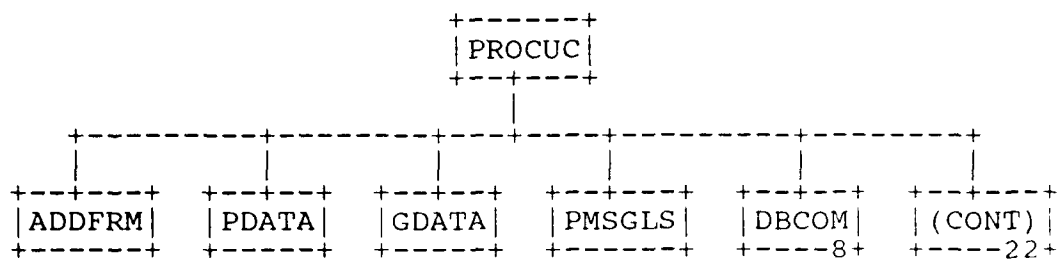 PROCUC
ADDFRM PDATA GDATA PMSGLS DBCOM (CONT)
8 22